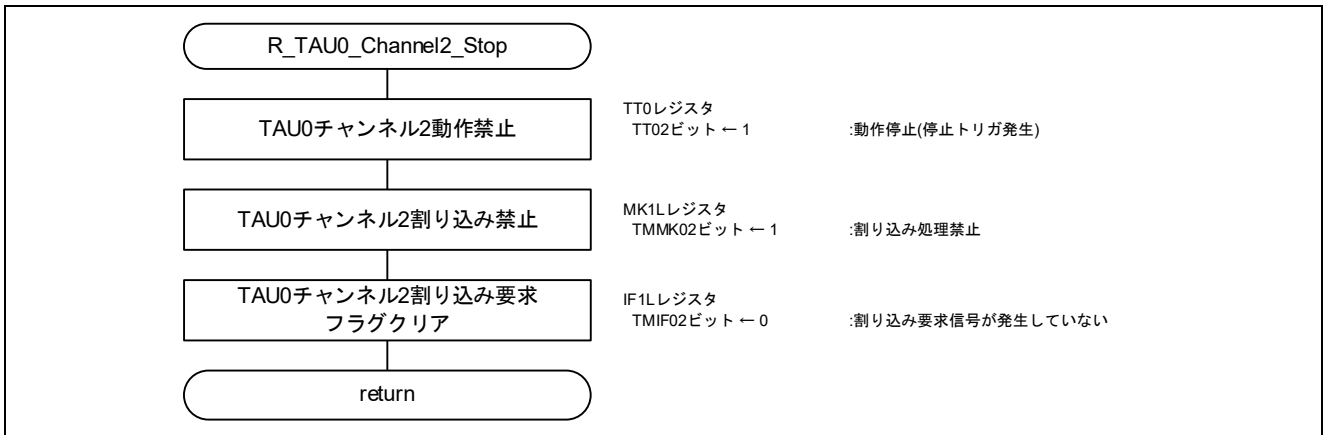 R_TAU0_Channel2_Stop
TAU0チャンネル2動作禁止
TT0レジスタ
TT02ビット ← 1 :動作停止(停止トリガ発生)
TAU0チャンネル2割り込み禁止
MK1Lレジスタ
TMMK02ビット ← 1 :割り込み処理禁止
TAU0チャンネル2割り込み要求
フラグクリア
IF1Lレジスタ
TMIF02ビット ← 0 :割り込み要求信号が発生していない
return